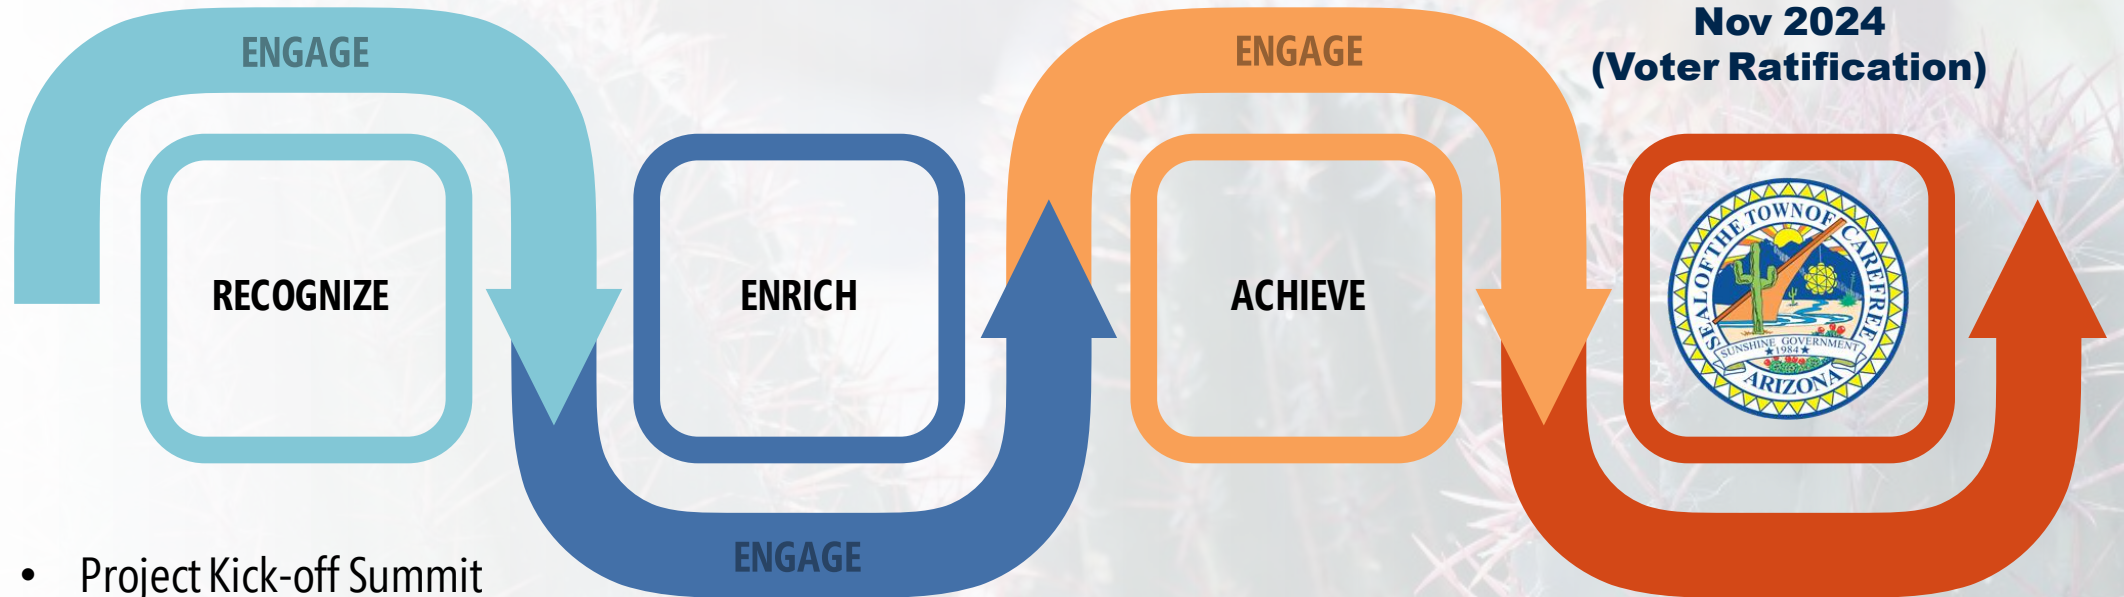 ENGAGE
ENGAGE
Nov 2024
(Voter Ratification)
RECOGNIZE
ENRICH
ACHIEVE
SEAL OF THE TOWN OF CAREFREE
SUNSHINE GOVERNMENT
★1984★
ARIZONA
ENGAGE
• Project Kick-off Summit